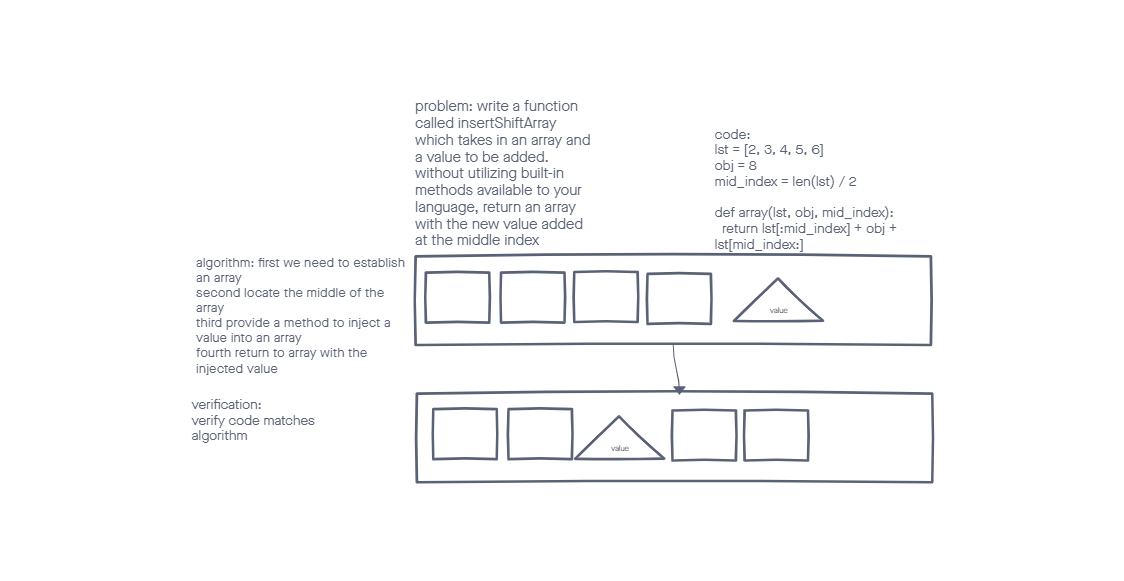 problem: write a function
called insertShiftArray
which takes in an array and
a value to be added.
without utilizing built-in
methods available to your
language, return an array
with the new value added
at the middle index
code:
lst = [2, 3, 4, 5, 6]
obj = 8
mid_index = len(lst) / 2
def array(lst, obj, mid_index):
return lst[:mid_index] + obj +
lst[mid_index:]
algorithm: first we need to establish
an array
second locate the middle of the
array
third provide a method to inject a
value into an array
fourth return to array with the
injected value
value
verification:
verify code matches
algorithm
value